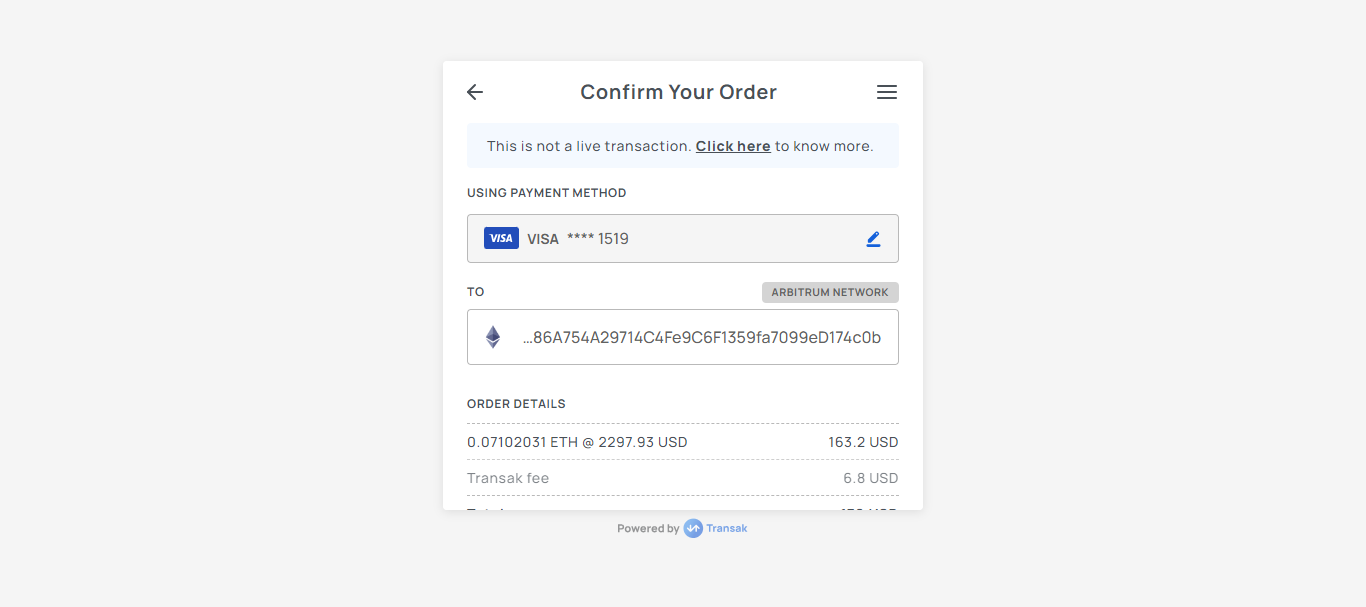 Confirm Your Order
This is not a live transaction. Click here to know more.
USING PAYMENT METHOD
VISA VISA **** 1519
TO ARBITRUM NETWORK
...86A754A29714C4Fe9C6F1359fa7099eD174c0b
ORDER DETAILS
0.07102031 ETH @ 2297.93 USD 163.2 USD
Transak fee 6.8 USD
Powered by Transak